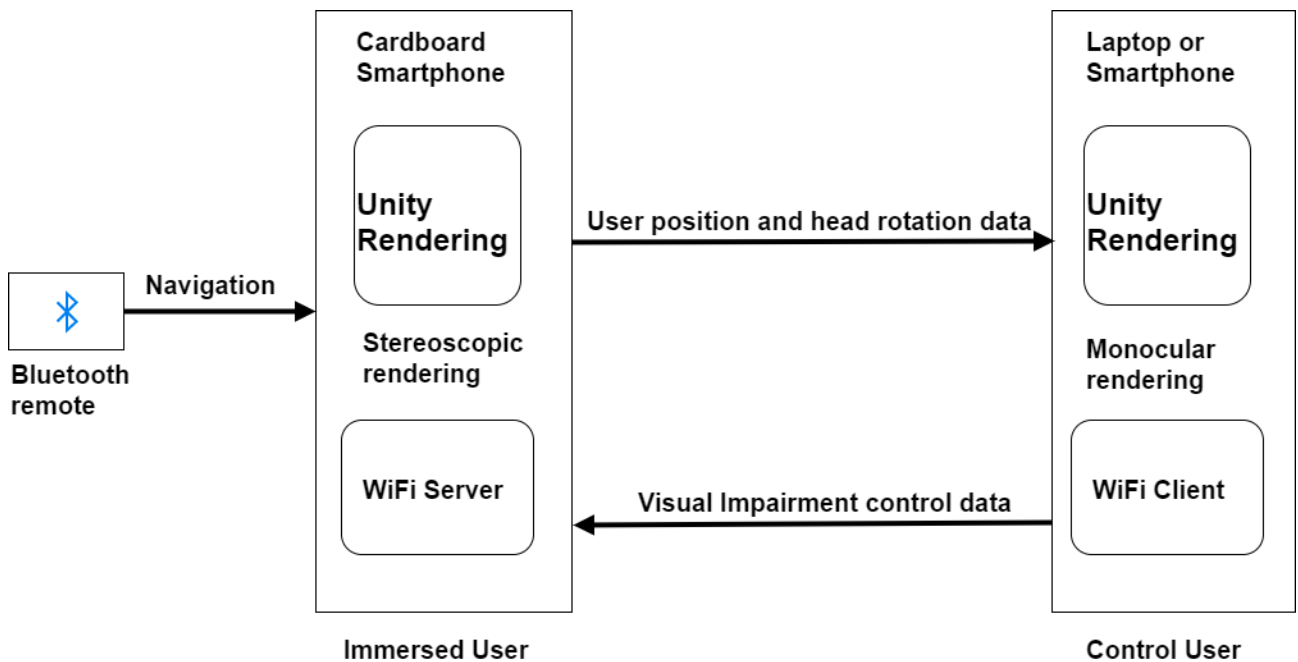 Cardboard
Smartphone
Unity
Rendering
Stereoscopic
rendering
WiFi Server
Immersed User
Navigation
Bluetooth
remote
User position and head rotation data
Visual Impairment control data
Laptop or
Smartphone
Unity
Rendering
Monocular
rendering
WiFi Client
Control User